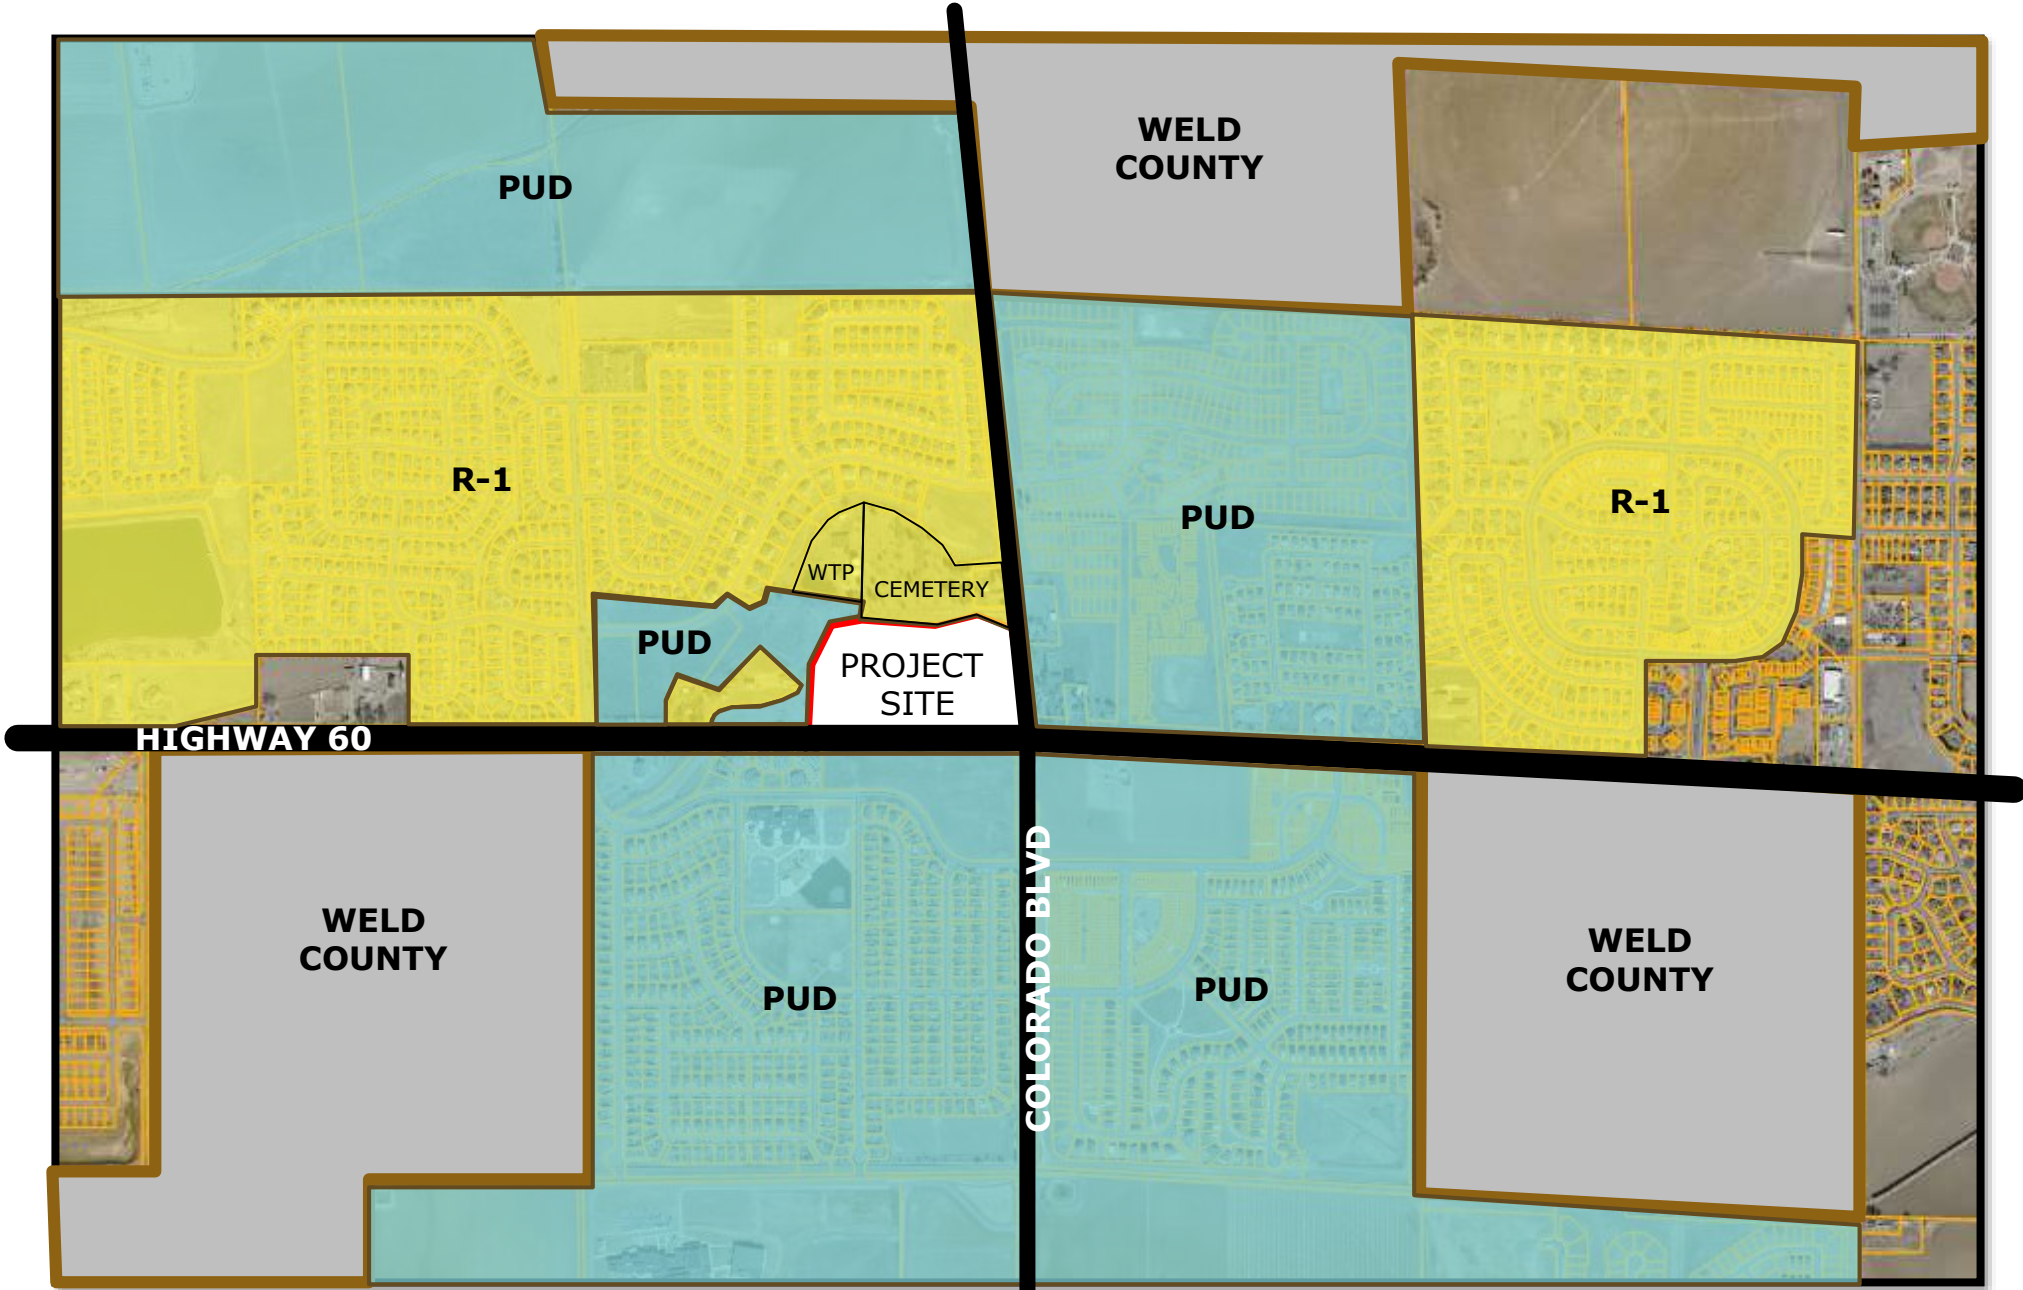 WELD
COUNTY
PUD
R-1
PUD
R-1
WTP
CEMETERY
PUD
PROJECT
SITE
HIGHWAY 60
WELD
COUNTY
PUD
COLORADO BLVD
PUD
WELD
COUNTY